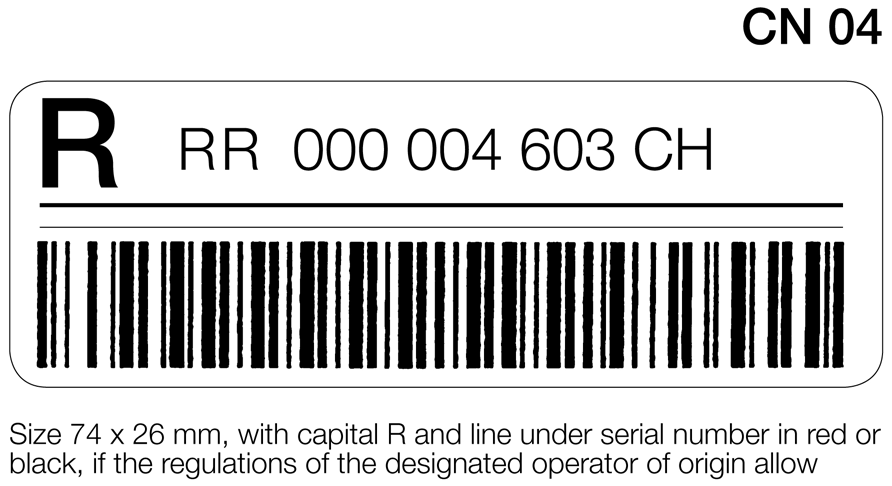 CN 04
R RR 000 004 603 CH
Size 74 x 26 mm, with capital R and line under serial number in red or
black, if the regulations of the designated operator of origin allow